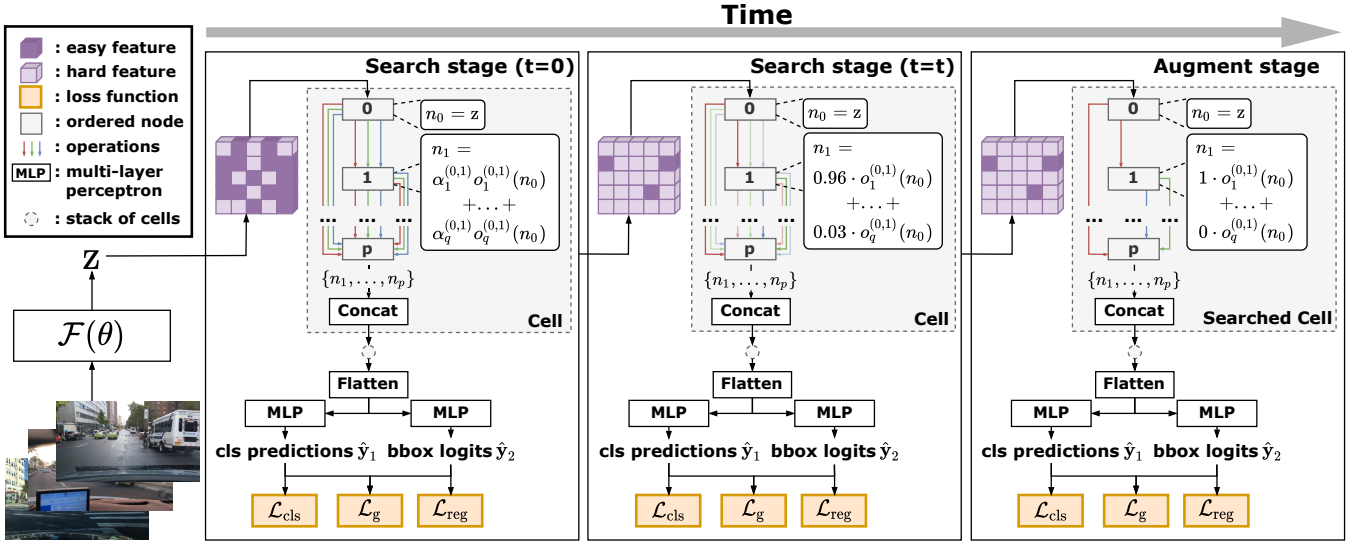 Time
: easy feature
: hard feature
: loss function
: ordered node
: operations
MLP : multi-layer
perceptron
: stack of cells
z
F(θ)
Search stage (t=0)
0
n₀ = z
1
n₁ =
α₁^(0,1) o₁^(0,1)(n₀)
+...+
α_q^(0,1) o_q^(0,1)(n₀)
... ... ...
p
{n₁, . . . , n_p}
Concat
Cell
Flatten
MLP MLP
cls predictions ŷ₁ bbox logits ŷ₂
L_cls L_g L_reg
Search stage (t=t)
0
n₀ = z
1
n₁ =
0.96 · o₁^(0,1)(n₀)
+...+
0.03 · o_q^(0,1)(n₀)
... ... ...
p
{n₁, . . . , n_p}
Concat
Cell
Flatten
MLP MLP
cls predictions ŷ₁ bbox logits ŷ₂
L_cls L_g L_reg
Augment stage
0
n₀ = z
1
n₁ =
1 · o₁^(0,1)(n₀)
+...+
0 · o_q^(0,1)(n₀)
... ... ...
p
{n₁, . . . , n_p}
Concat
Searched Cell
Flatten
MLP MLP
cls predictions ŷ₁ bbox logits ŷ₂
L_cls L_g L_reg